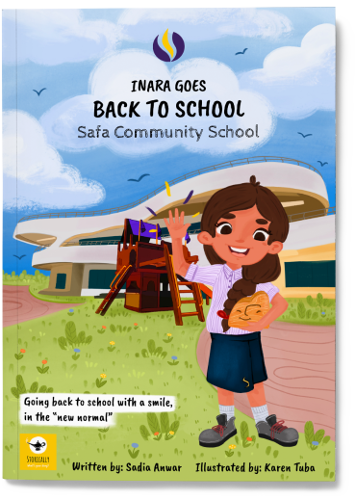 INARA GOES
BACK TO SCHOOL
Safa Community School
Going back to school with a smile,
in the "new normal"
STORICALLY
Written by: Sadia Anwar Illustrated by: Karen Tuba